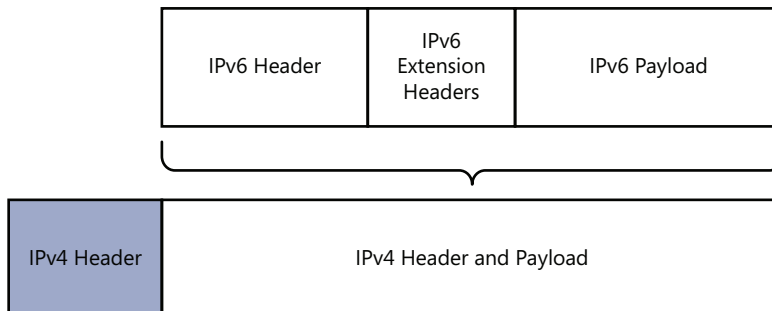 IPv6 Header
IPv6
Extension
Headers
IPv6 Payload
IPv4 Header
IPv4 Header and Payload